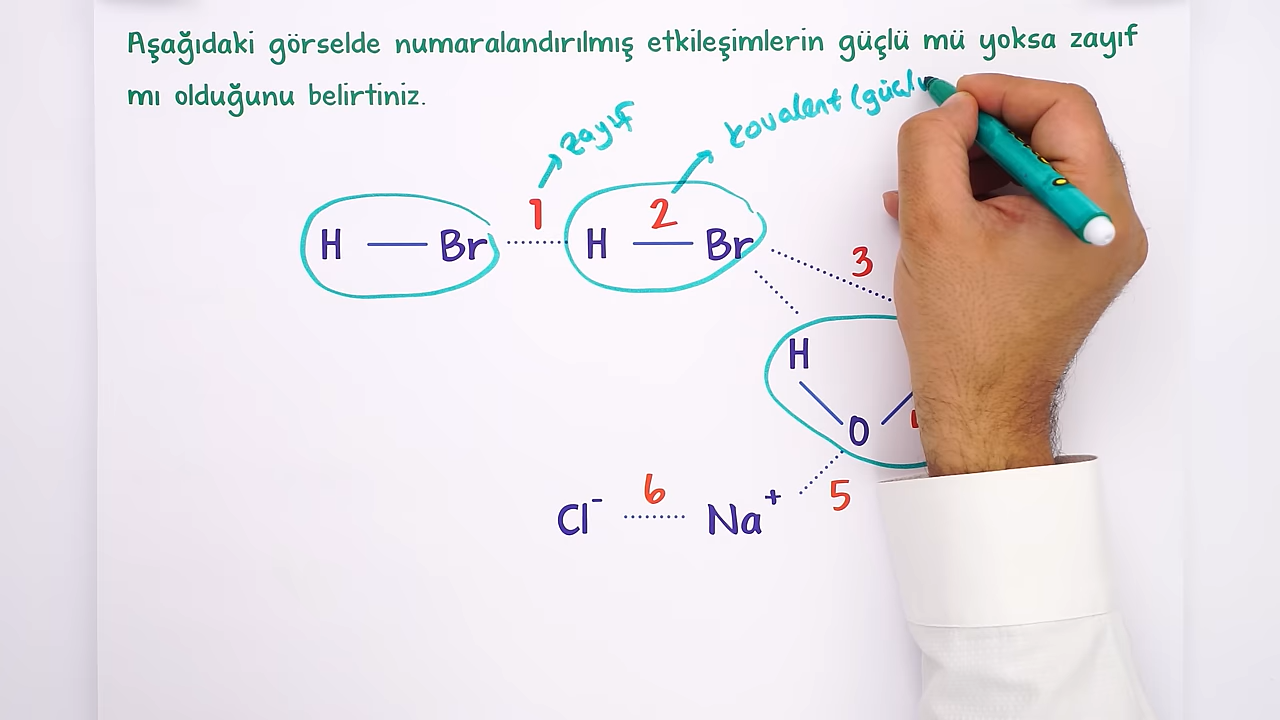 Aşağıdaki görselde numaralandırılmış etkileşimlerin güçlü mü yoksa zayıf
mı olduğunu belirtiniz.
zayıf
kovalent (güçlü
1
2
H Br H Br
3
H
O
5
6
Cl⁻ Na⁺